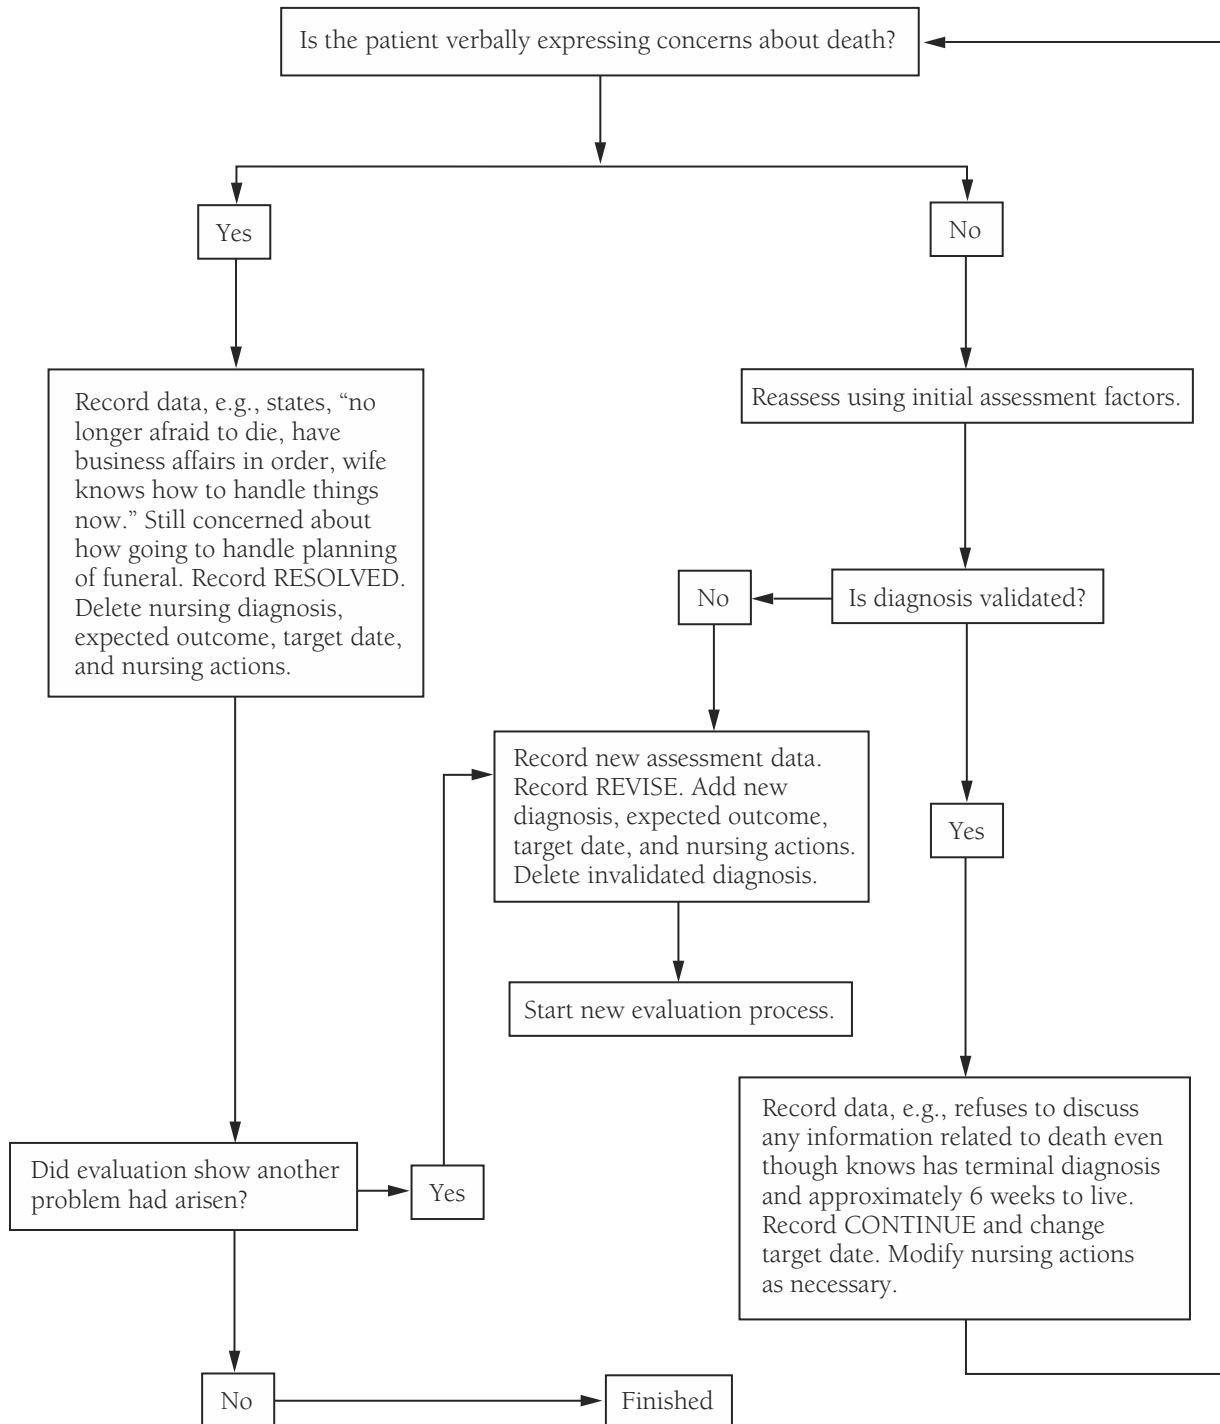 Is the patient verbally expressing concerns about death?
Yes
No
Record data, e.g., states, “no
longer afraid to die, have
business affairs in order, wife
knows how to handle things
now.” Still concerned about
how going to handle planning
of funeral. Record RESOLVED.
Delete nursing diagnosis,
expected outcome, target date,
and nursing actions.
Reassess using initial assessment factors.
Is diagnosis validated?
No
Yes
Record new assessment data.
Record REVISE. Add new
diagnosis, expected outcome,
target date, and nursing actions.
Delete invalidated diagnosis.
Start new evaluation process.
Record data, e.g., refuses to discuss
any information related to death even
though knows has terminal diagnosis
and approximately 6 weeks to live.
Record CONTINUE and change
target date. Modify nursing actions
as necessary.
Did evaluation show another
problem had arisen?
Yes
No
Finished